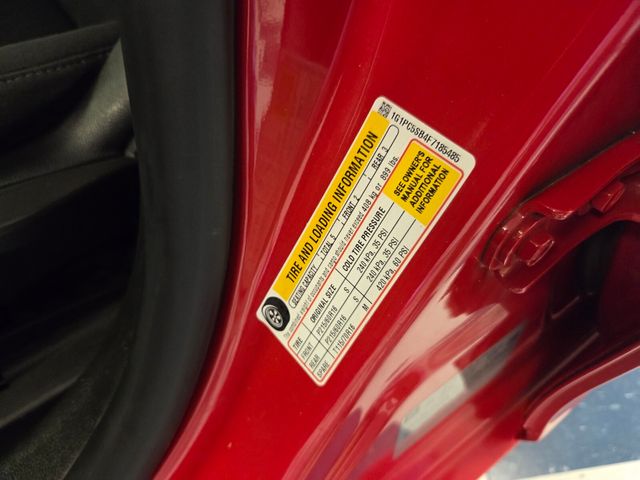 1G1PC5SB4F7185485
TIRE AND LOADING INFORMATION
SEATING CAPACITY TOTAL 5 FRONT 2 REAR 3
The combined weight of occupants and cargo should never exceed 408 kg or 899 lbs.
TIRE ORIGINAL SIZE COLD TIRE PRESSURE
FRONT P215/60R16 S 240 kPa, 35 PSI
REAR P215/60R16 S 240 kPa, 35 PSI
SPARE T115/70R16 M 420 kPa, 60 PSI
SEE OWNER'S
MANUAL FOR
ADDITIONAL
INFORMATION